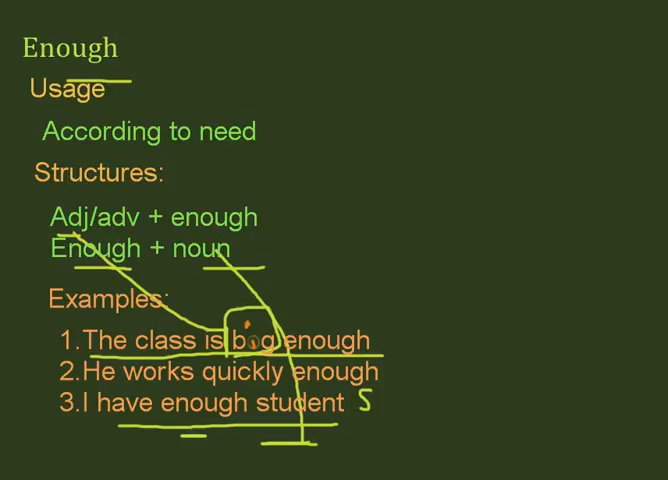 Enough
Usage
According to need
Structures:
Adj/adv + enough
Enough + noun
Examples:
1.The class is big enough
2.He works quickly enough
3.I have enough student s